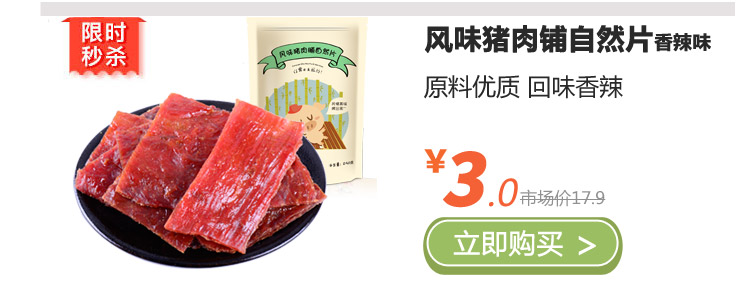 限时
秒杀
风味猪肉铺自然片
风味猪肉铺自然片香辣味
原料优质 回味香辣
¥3.0市场价17.9
立即购买 >